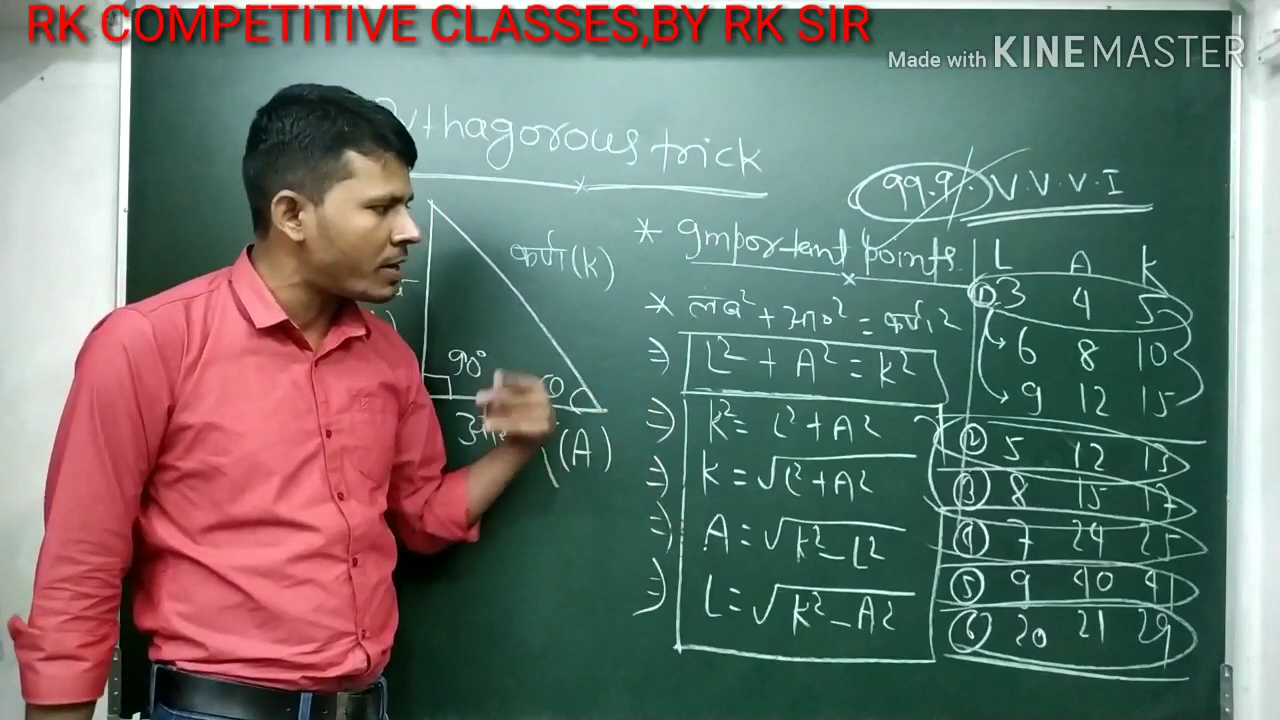 RK COMPETITIVE CLASSES,BY RK SIR
Made with KINEMASTER
Pythagorous trick
99.9% V.V.V.I
कर्ण (K)
90°
θ
(A)
* Important points
* लंब² + आ०² = कर्ण²
⇒ L² + A² = K²
⇒ K² = L² + A²
⇒ K = √L² + A²
⇒ A = √K² – L²
⇒ L = √K² – A²
L A K
① 3 4 5
6 8 10
9 12 15
② 5 12 13
③ 8 15 17
④ 7 24 25
⑤ 9 40 41
⑥ 20 21 29